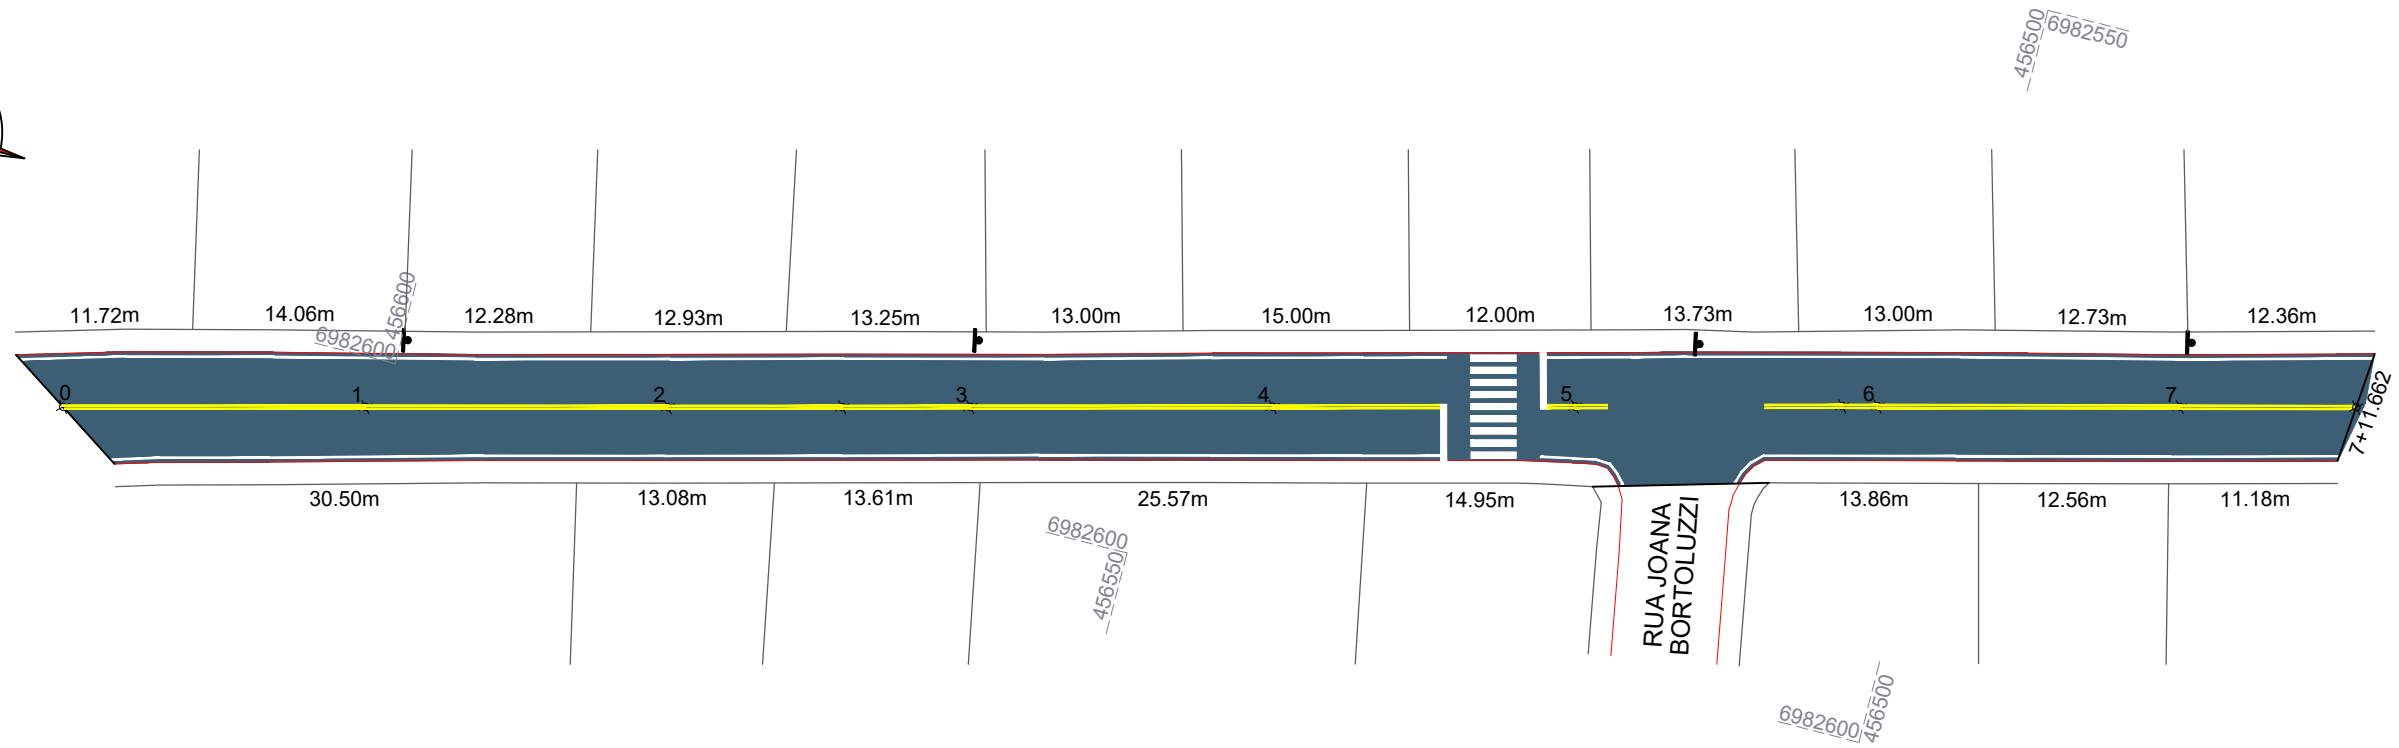 456500
6982550
11.72m
14.06m
12.28m
12.93m
13.25m
13.00m
15.00m
12.00m
13.73m
13.00m
12.73m
12.36m
6982600
456600
0
1
2
3
4
5
6
7
7+11.662
30.50m
13.08m
13.61m
25.57m
14.95m
13.86m
12.56m
11.18m
6982600
456550
RUA JOANA
BORTOLUZZI
6982600
456500